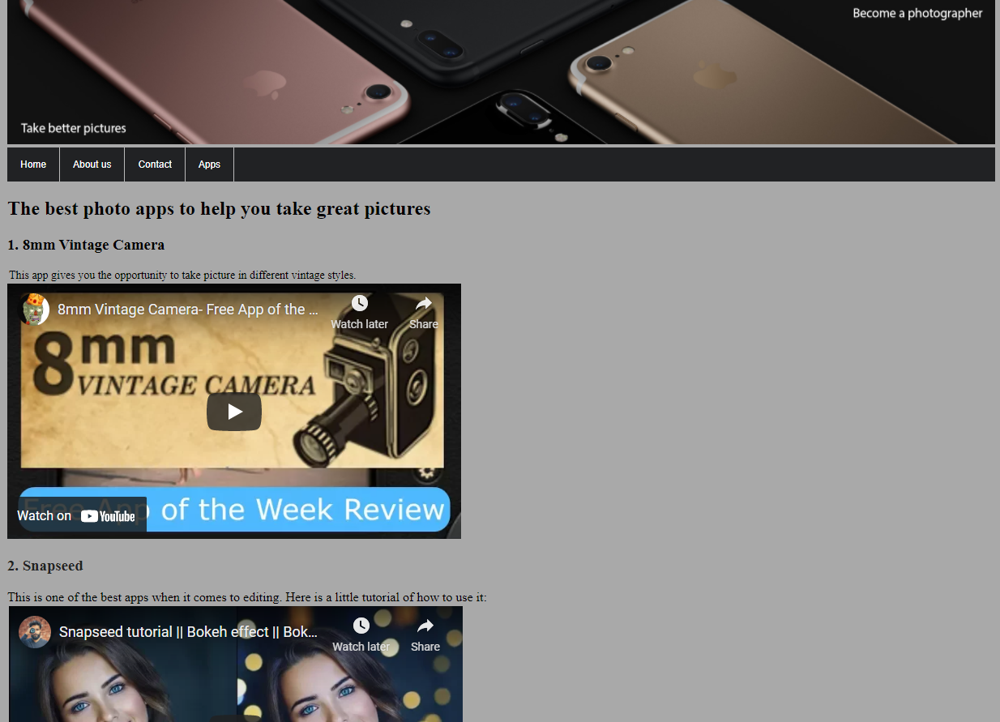 Become a photographer
Take better pictures
Home
About us
Contact
Apps
The best photo apps to help you take great pictures
1. 8mm Vintage Camera
This app gives you the opportunity to take picture in different vintage styles.
8mm Vintage Camera- Free App of the ...
Watch later
Share
8mm
VINTAGE CAMERA
Free App of the Week Review
Watch on YouTube
2. Snapseed
This is one of the best apps when it comes to editing. Here is a little tutorial of how to use it:
Snapseed tutorial || Bokeh effect || Bok...
Watch later
Share